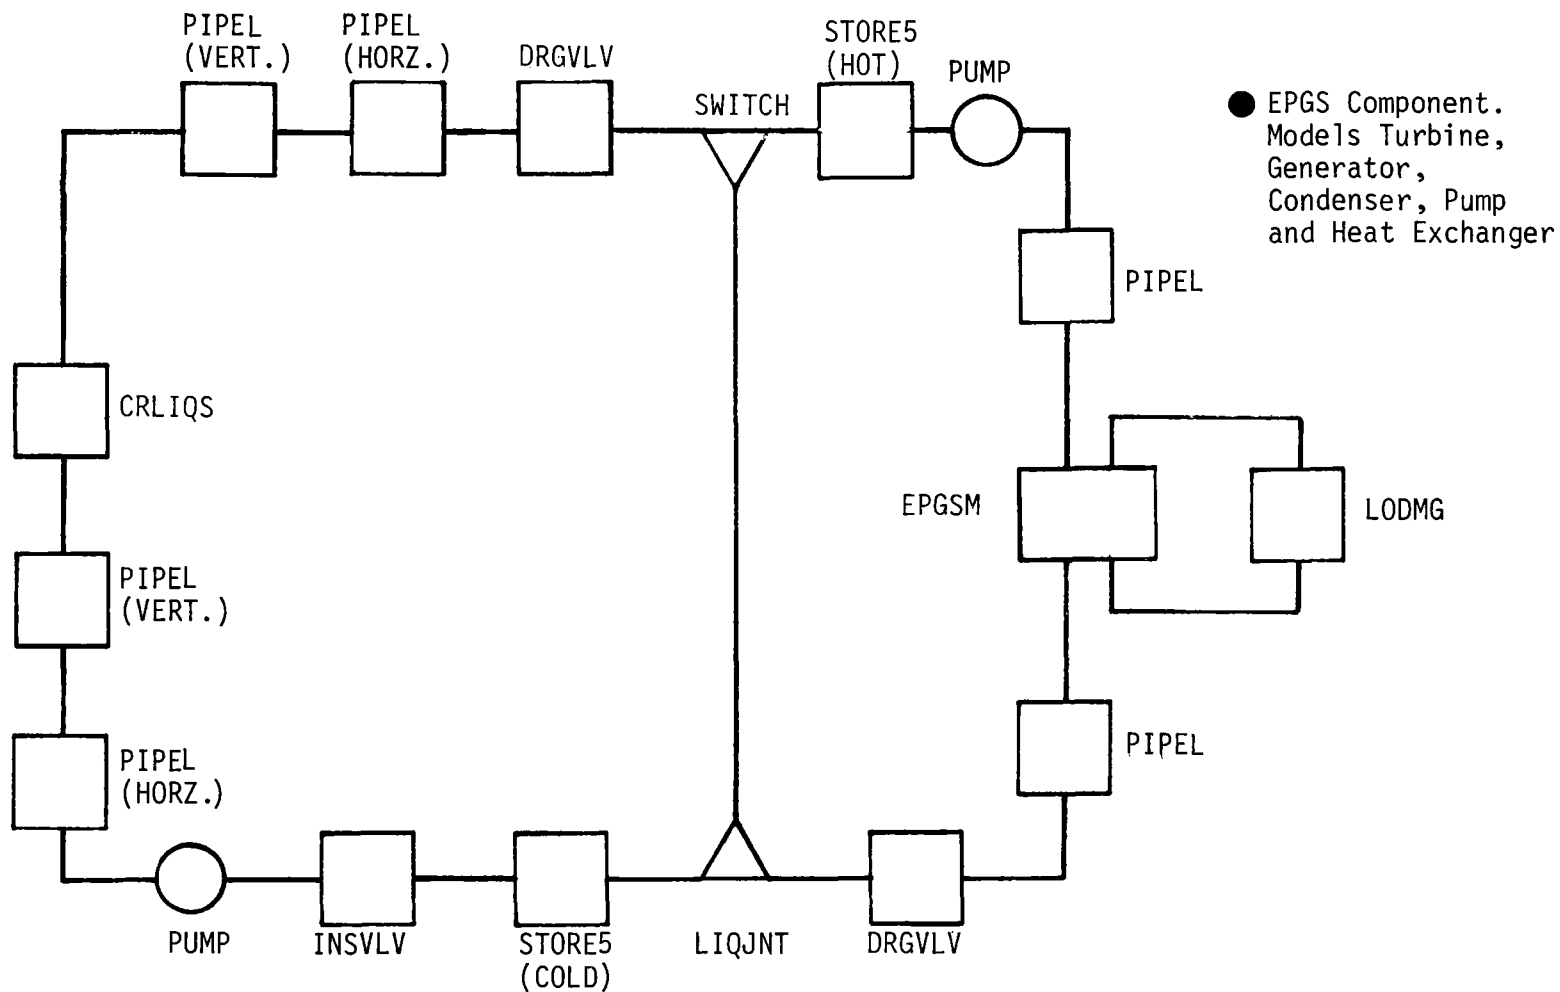 PIPEL
(VERT.)
PIPEL
(HORZ.)
DRGVLV
SWITCH
STORE5
(HOT)
PUMP
EPGS Component.
Models Turbine,
Generator,
Condenser, Pump
and Heat Exchanger
PIPEL
CRLIQS
EPGSM
LODMG
PIPEL
(VERT.)
PIPEL
PIPEL
(HORZ.)
PUMP
INSVLV
STORE5
(COLD)
LIQJNT
DRGVLV